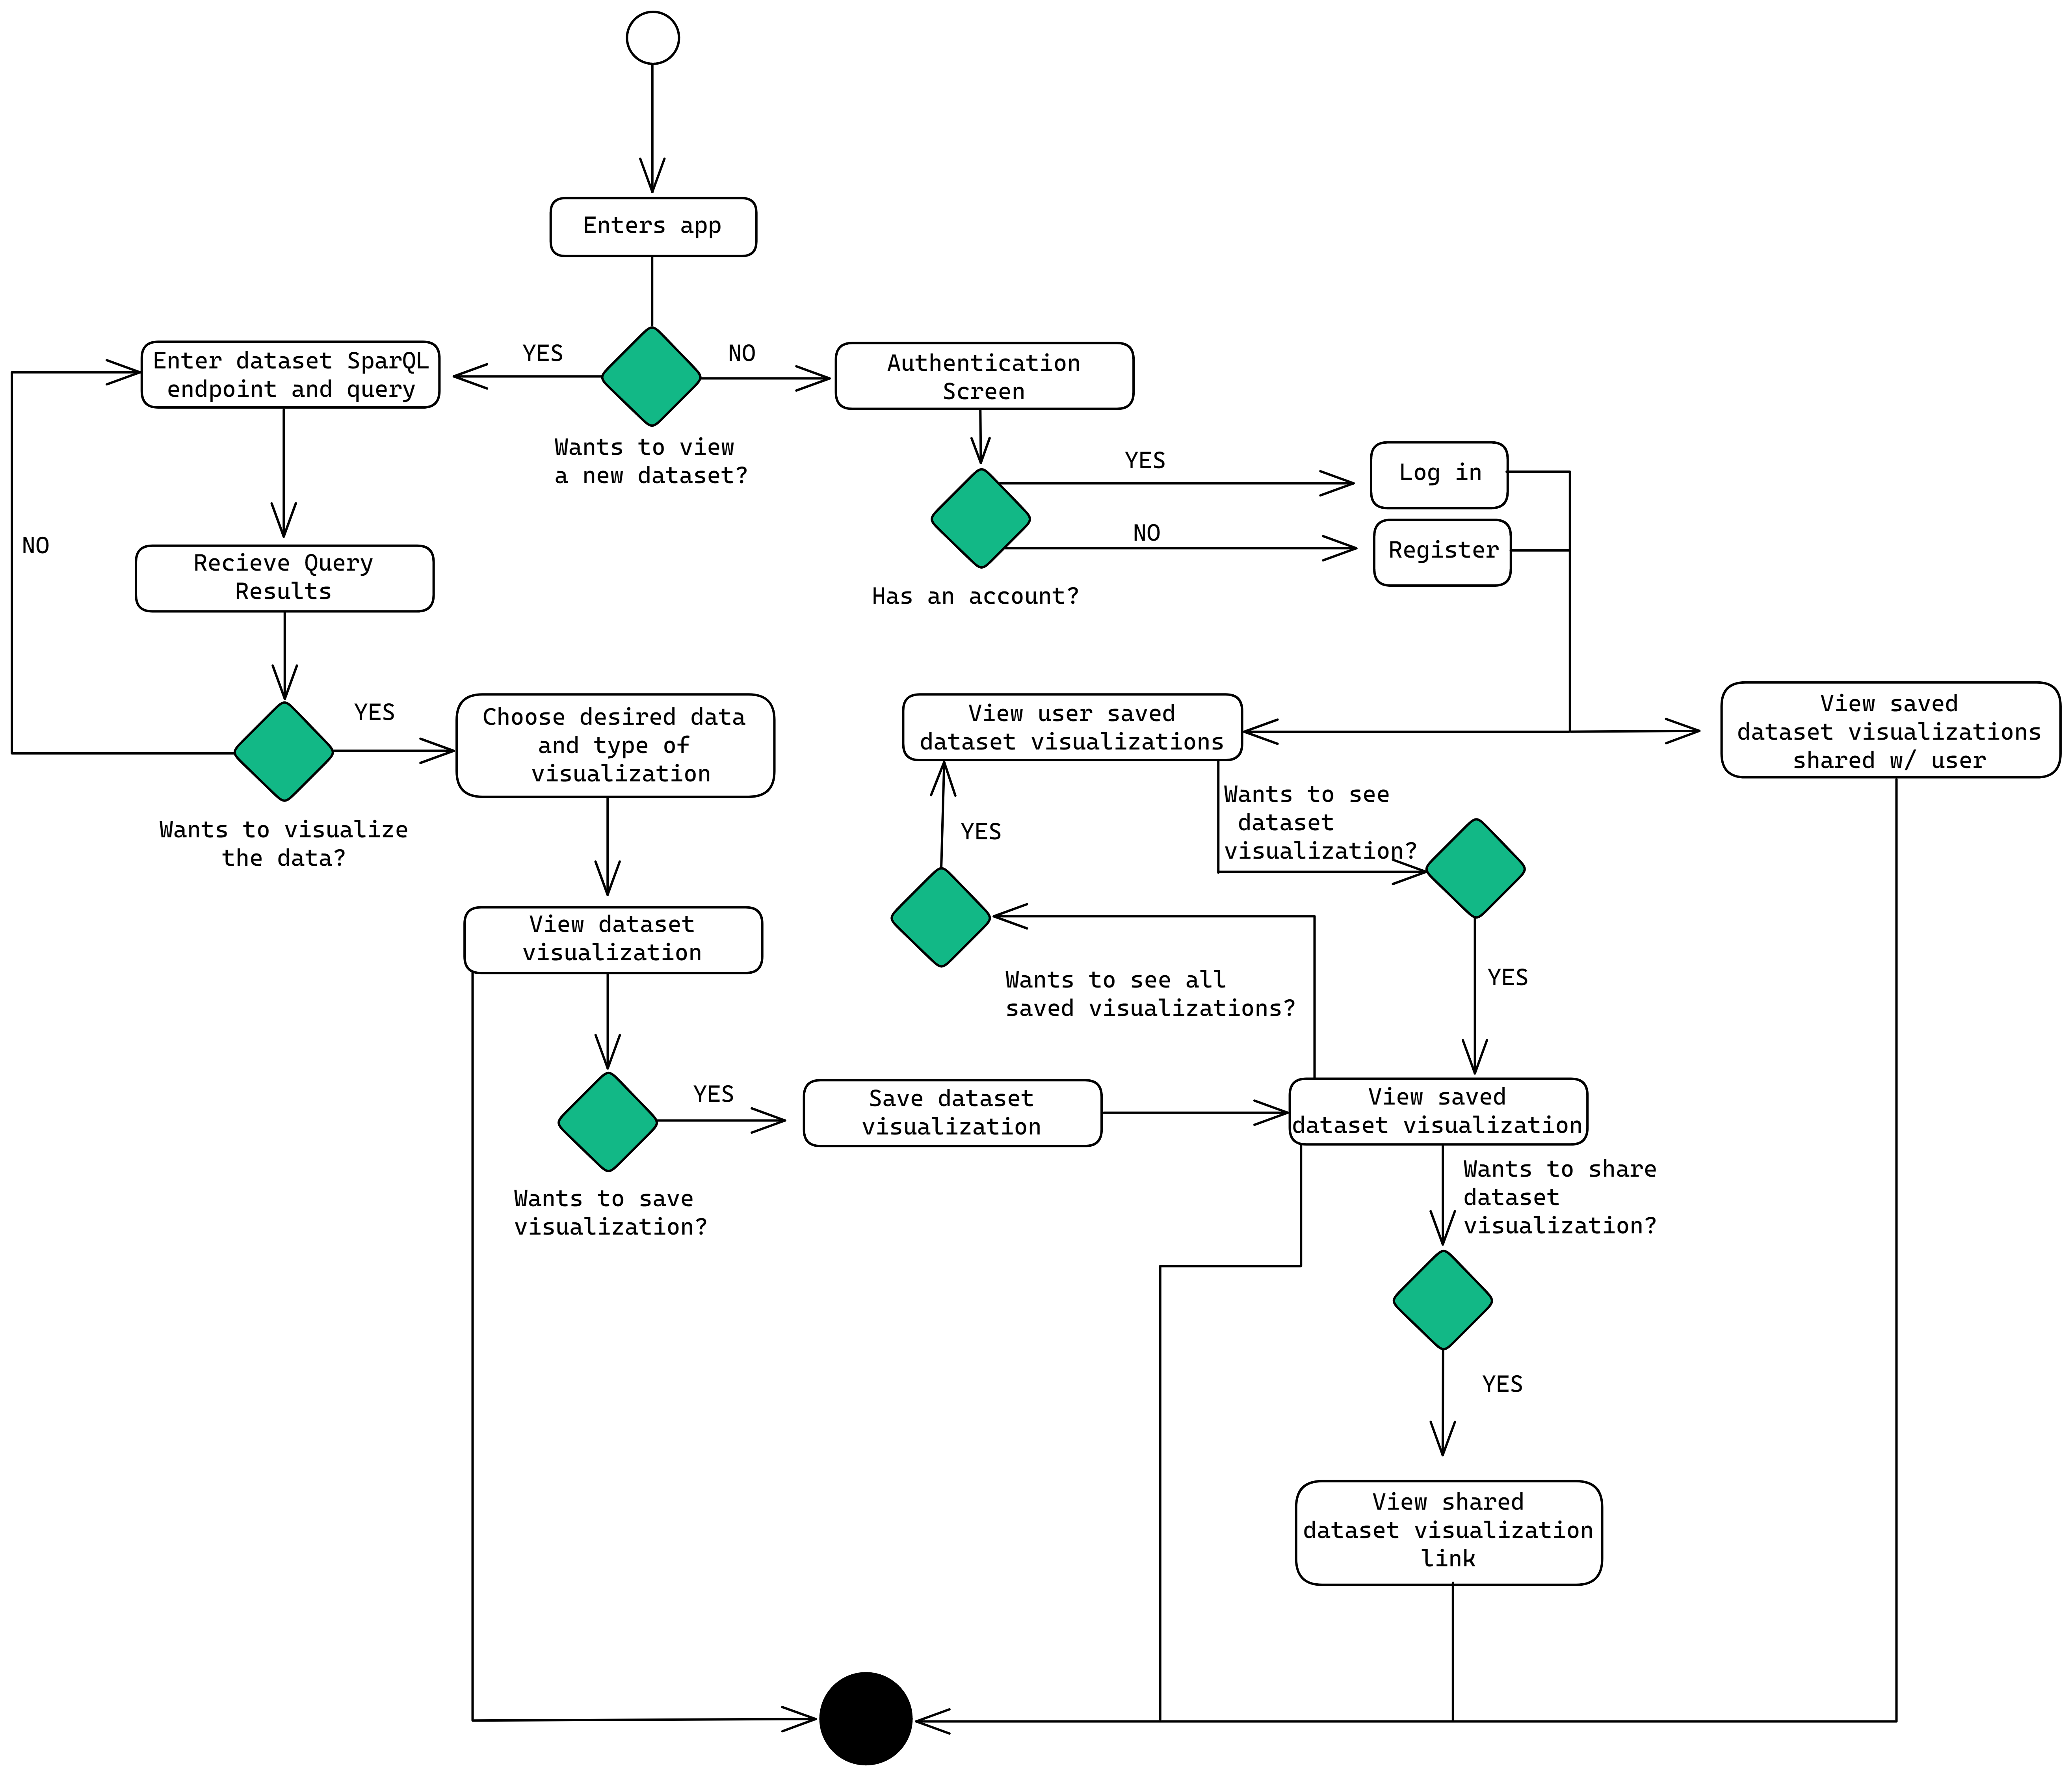 Enters app
Enter dataset SparQL
endpoint and query
YES
NO
Authentication
Screen
Wants to view
a new dataset?
YES
Log in
NO
Register
Has an account?
NO
Recieve Query
Results
YES
Choose desired data
and type of
visualization
Wants to visualize
the data?
View user saved
dataset visualizations
View saved
dataset visualizations
shared w/ user
Wants to see
dataset
visualization?
YES
View dataset
visualization
Wants to see all
saved visualizations?
YES
YES
Save dataset
visualization
View saved
dataset visualization
Wants to save
visualization?
Wants to share
dataset
visualization?
YES
View shared
dataset visualization
link